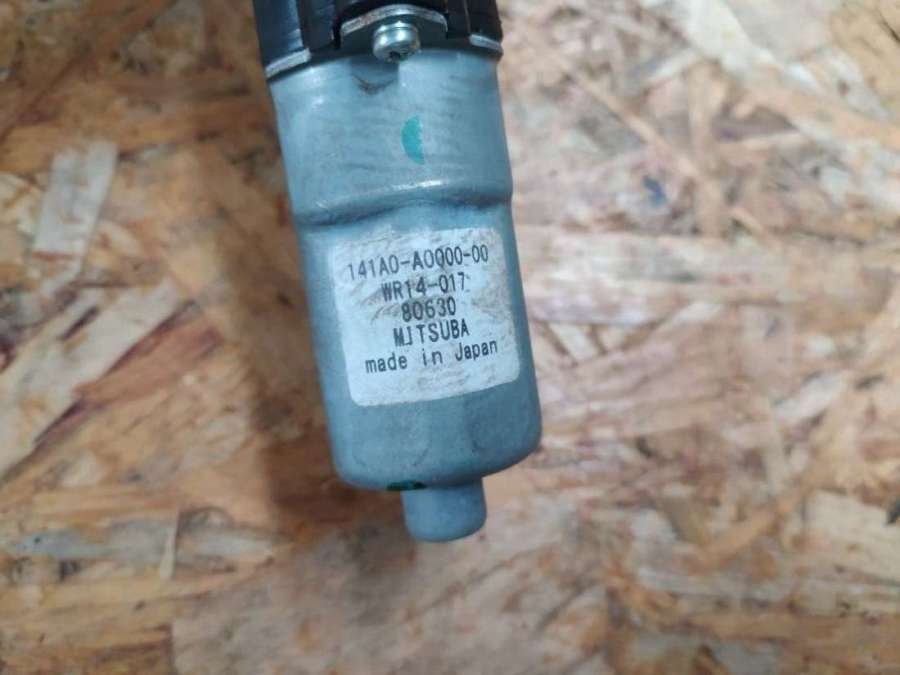 141A0-A0000-00
WR14-017
80630
MITSUBA
made in Japan